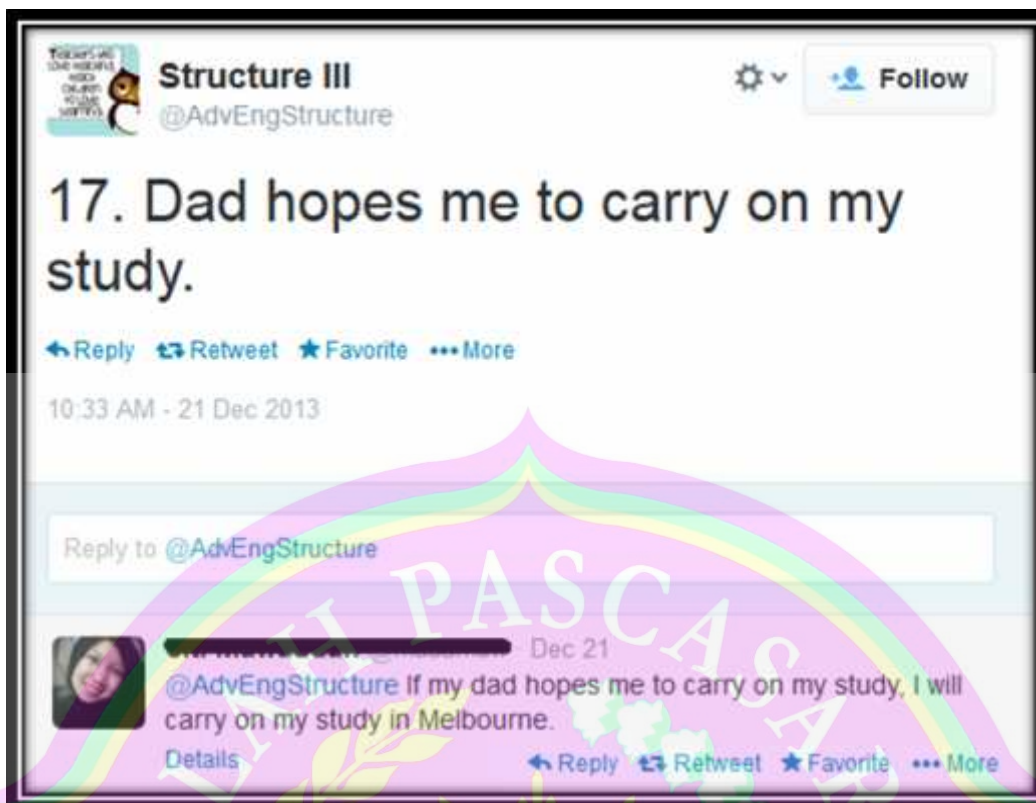 Structure III
@AdvEngStructure
Follow
17. Dad hopes me to carry on my
study.
Reply Retweet Favorite More
10:33 AM - 21 Dec 2013
Reply to @AdvEngStructure
PASCASAR
Dec 21
@AdvEngStructure If my dad hopes me to carry on my study, I will
carry on my study in Melbourne.
Details
Reply Retweet Favorite More